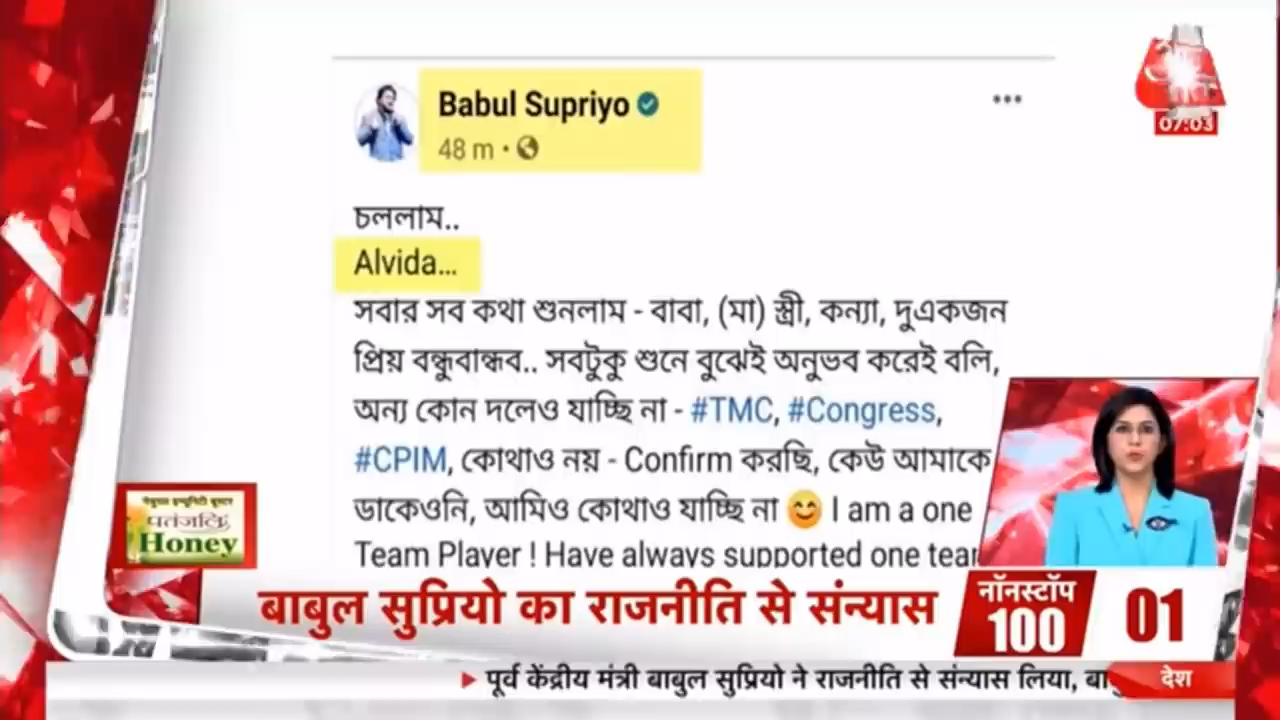 Babul Supriyo
48 m •
07:03
চললাম..
Alvida...
সবার সব কথা শুনলাম - বাবা, (মা) স্ত্রী, কন্যা, দুএকজন
প্রিয় বন্ধুবান্ধব.. সবটুকু শুনে বুঝেই অনুভব করেই বলি,
অন্য কোন দলেও যাচ্ছি না - #TMC, #Congress,
#CPIM, কোথাও নয় - Confirm করছি, কেউ আমাকে
ডাকেওনি, আমিও কোথাও যাচ্ছি না 😊 I am a one
Team Player ! Have always supported one
पतंजलि
Honey
बाबुल सुप्रियो का राजनीति से संन्यास
नॉनस्टॉप
100
01
पूर्व केंद्रीय मंत्री बाबुल सुप्रियो ने राजनीति से संन्यास लिया,
देश